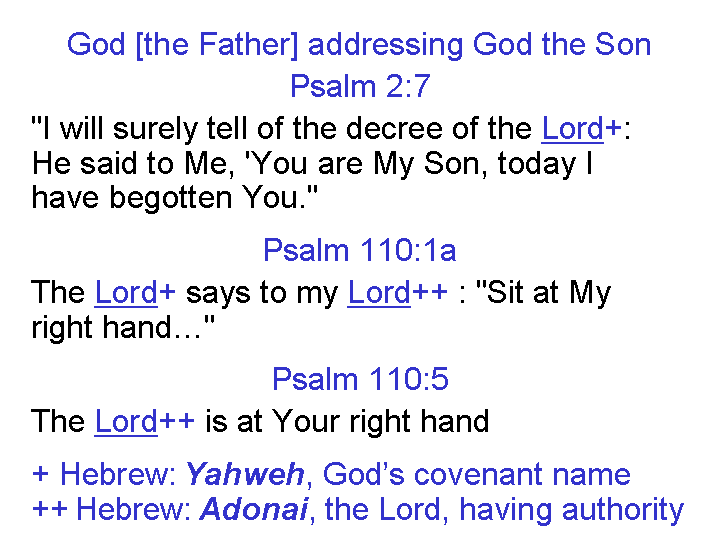 God [the Father] addressing God the Son
Psalm 2:7
"I will surely tell of the decree of the Lord+:
He said to Me, 'You are My Son, today I
have begotten You."
Psalm 110:1a
The Lord+ says to my Lord++ : "Sit at My
right hand…"
Psalm 110:5
The Lord++ is at Your right hand
+ Hebrew: Yahweh, God’s covenant name
++ Hebrew: Adonai, the Lord, having authority